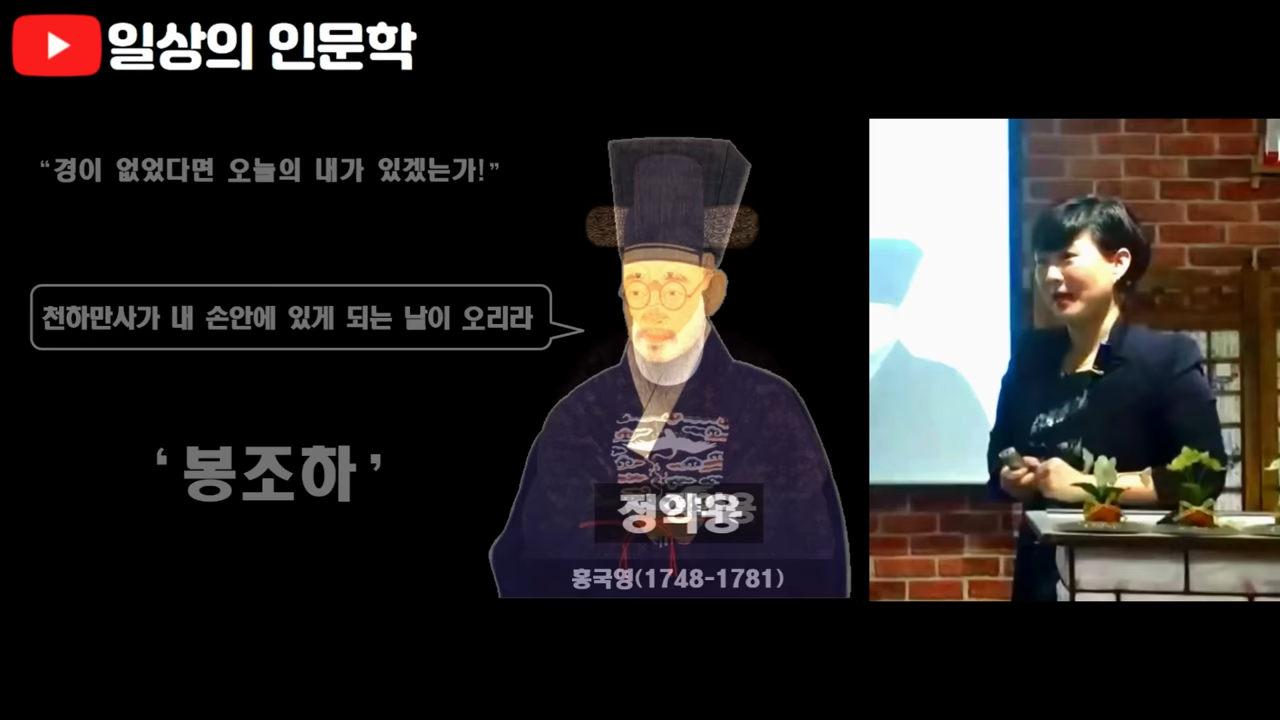 일상의 인문학
“경이 없었다면 오늘의 내가 있겠는가!”
천하만사가 내 손안에 있게 되는 날이 오리라
‘봉조하’
정약용
홍국영(1748-1781)